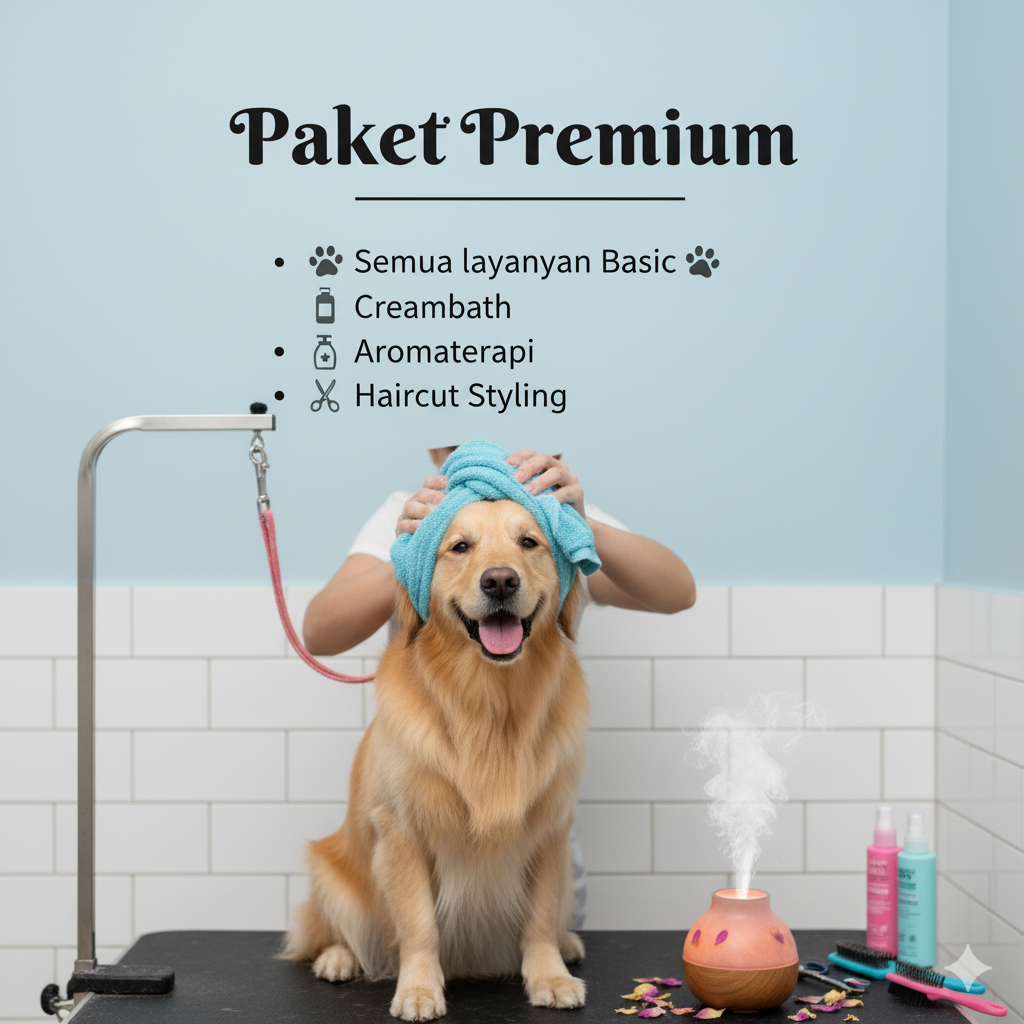 Paket Premium
• Semua layanyan Basic
Creambath
• Aromaterapi
• Haircut Styling